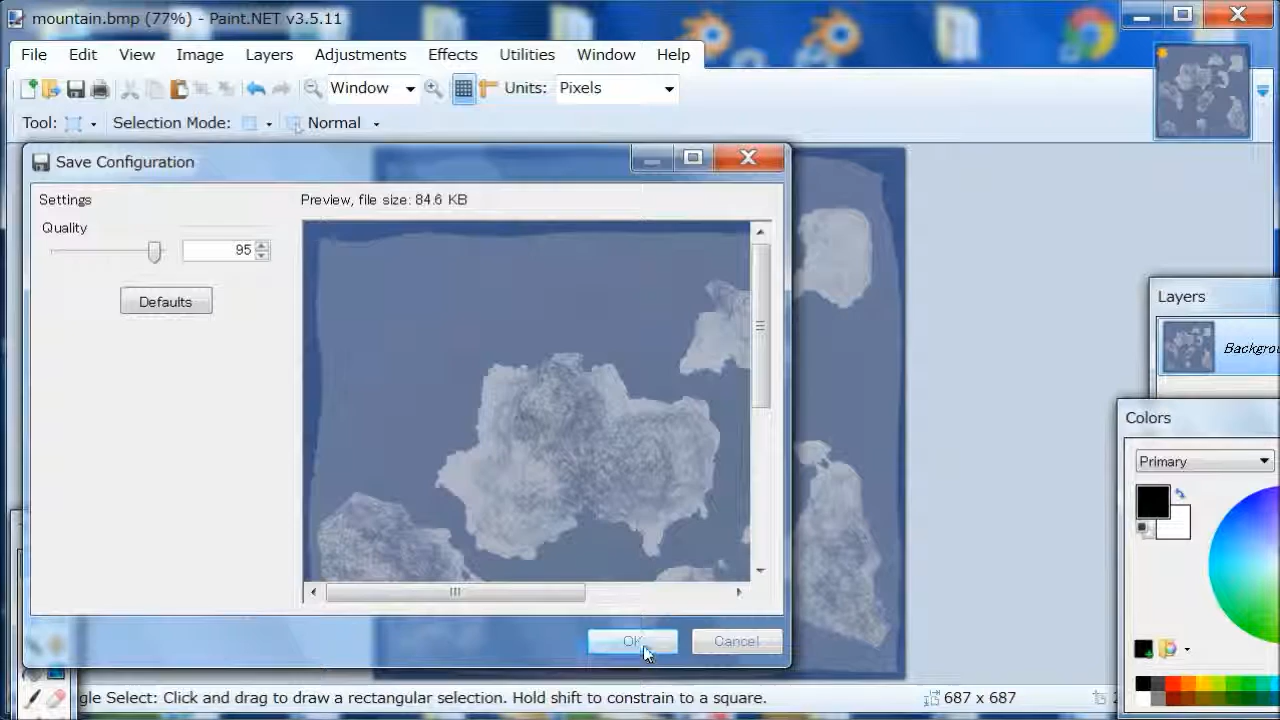 mountain.bmp (77%) - Paint.NET v3.5.11
File Edit View Image Layers Adjustments Effects Utilities Window Help
Window Units: Pixels
Tool: Selection Mode: Normal
Save Configuration
Settings
Preview, file size: 84.6 KB
Quality
95
Defaults
OK Cancel
Layers
Backgrou
Colors
Primary
gle Select: Click and drag to draw a rectangular selection. Hold shift to constrain to a square.
687 x 687